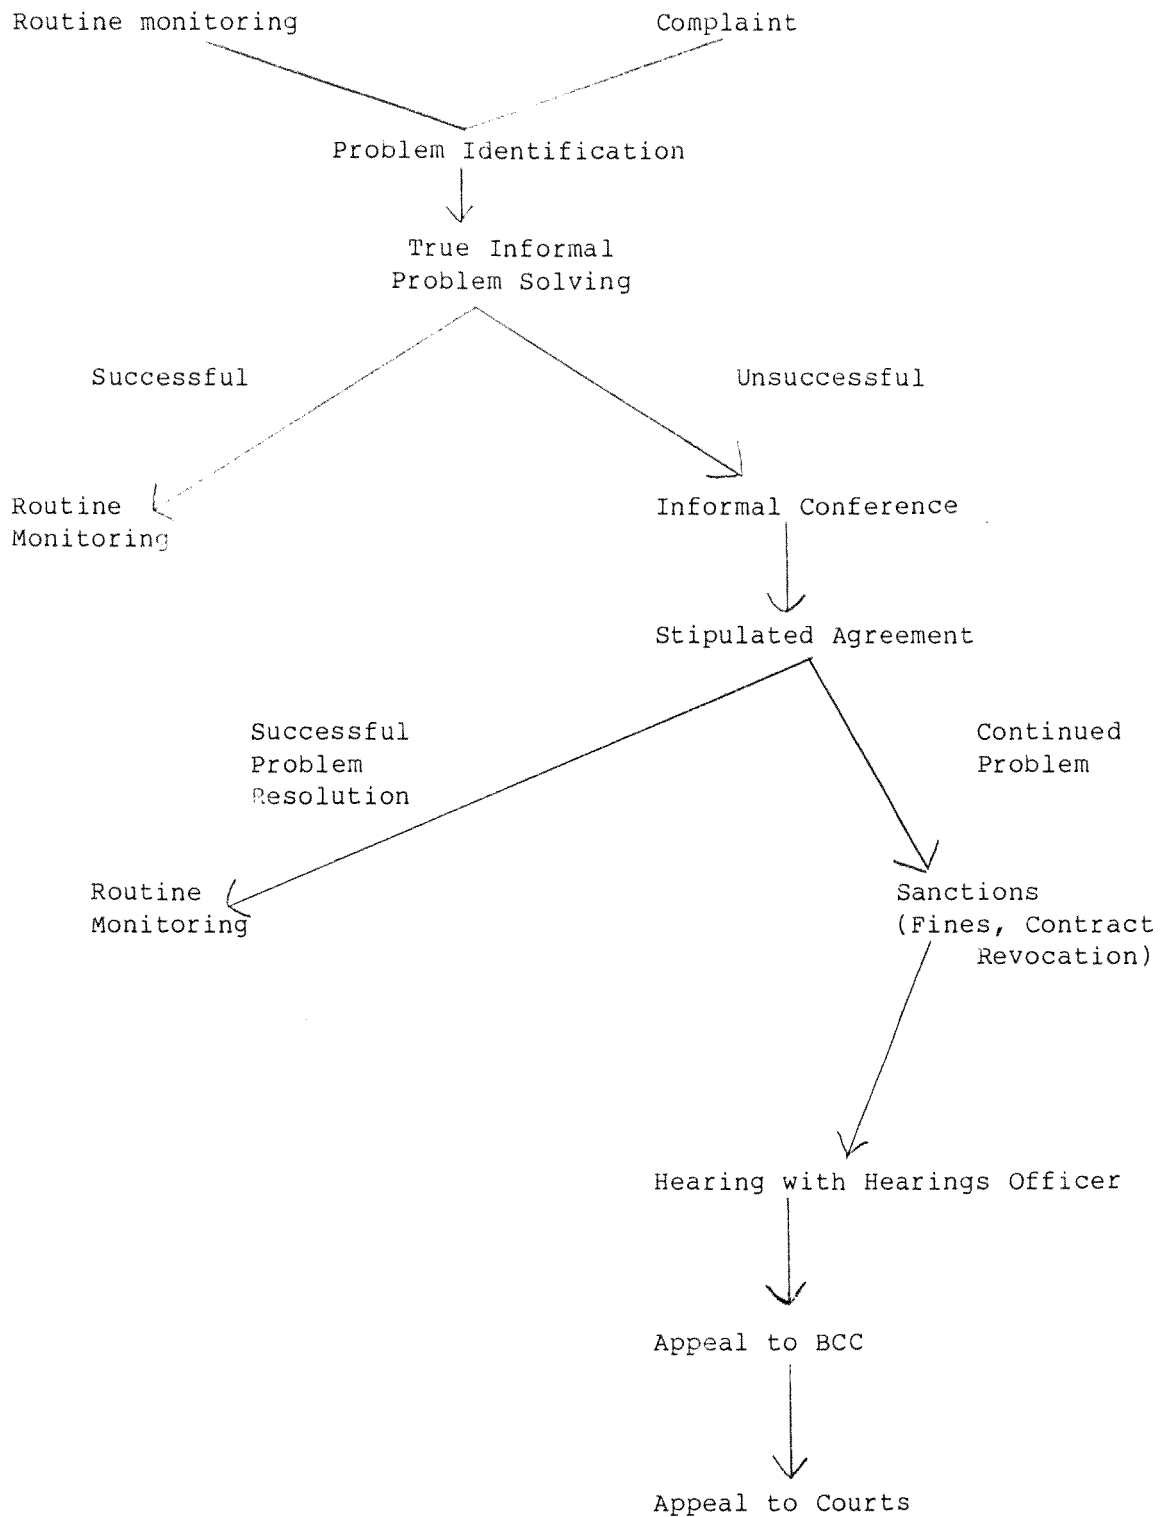 Routine monitoring
Complaint
Problem Identification
True Informal
Problem Solving
Successful
Unsuccessful
Routine
Monitoring
Informal Conference
Stipulated Agreement
Successful
Problem
Resolution
Continued
Problem
Routine
Monitoring
Sanctions
(Fines, Contract
Revocation)
Hearing with Hearings Officer
Appeal to BCC
Appeal to Courts